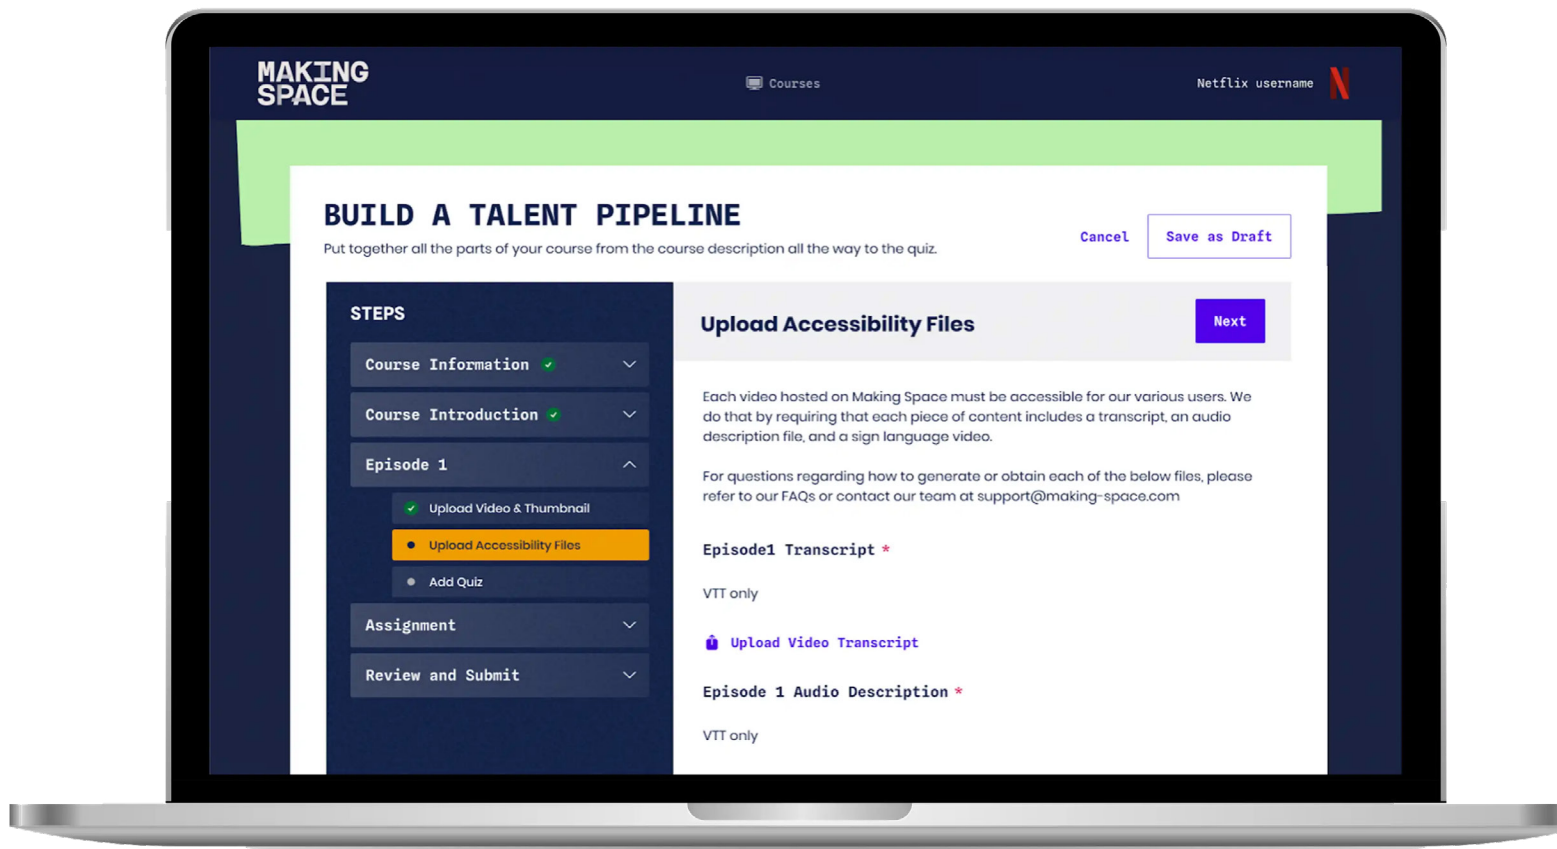 MAKING
SPACE
Courses
Netflix username
BUILD A TALENT PIPELINE
Put together all the parts of your course from the course description all the way to the quiz.
Cancel
Save as Draft
STEPS
Course Information
Course Introduction
Episode 1
Upload Video & Thumbnail
Upload Accessibility Files
Add Quiz
Assignment
Review and Submit
Upload Accessibility Files
Next
Each video hosted on Making Space must be accessible for our various users. We
do that by requiring that each piece of content includes a transcript, an audio
description file, and a sign language video.
For questions regarding how to generate or obtain each of the below files, please
refer to our FAQs or contact our team at support@making-space.com
Episode1 Transcript *
VTT only
Upload Video Transcript
Episode 1 Audio Description *
VTT only